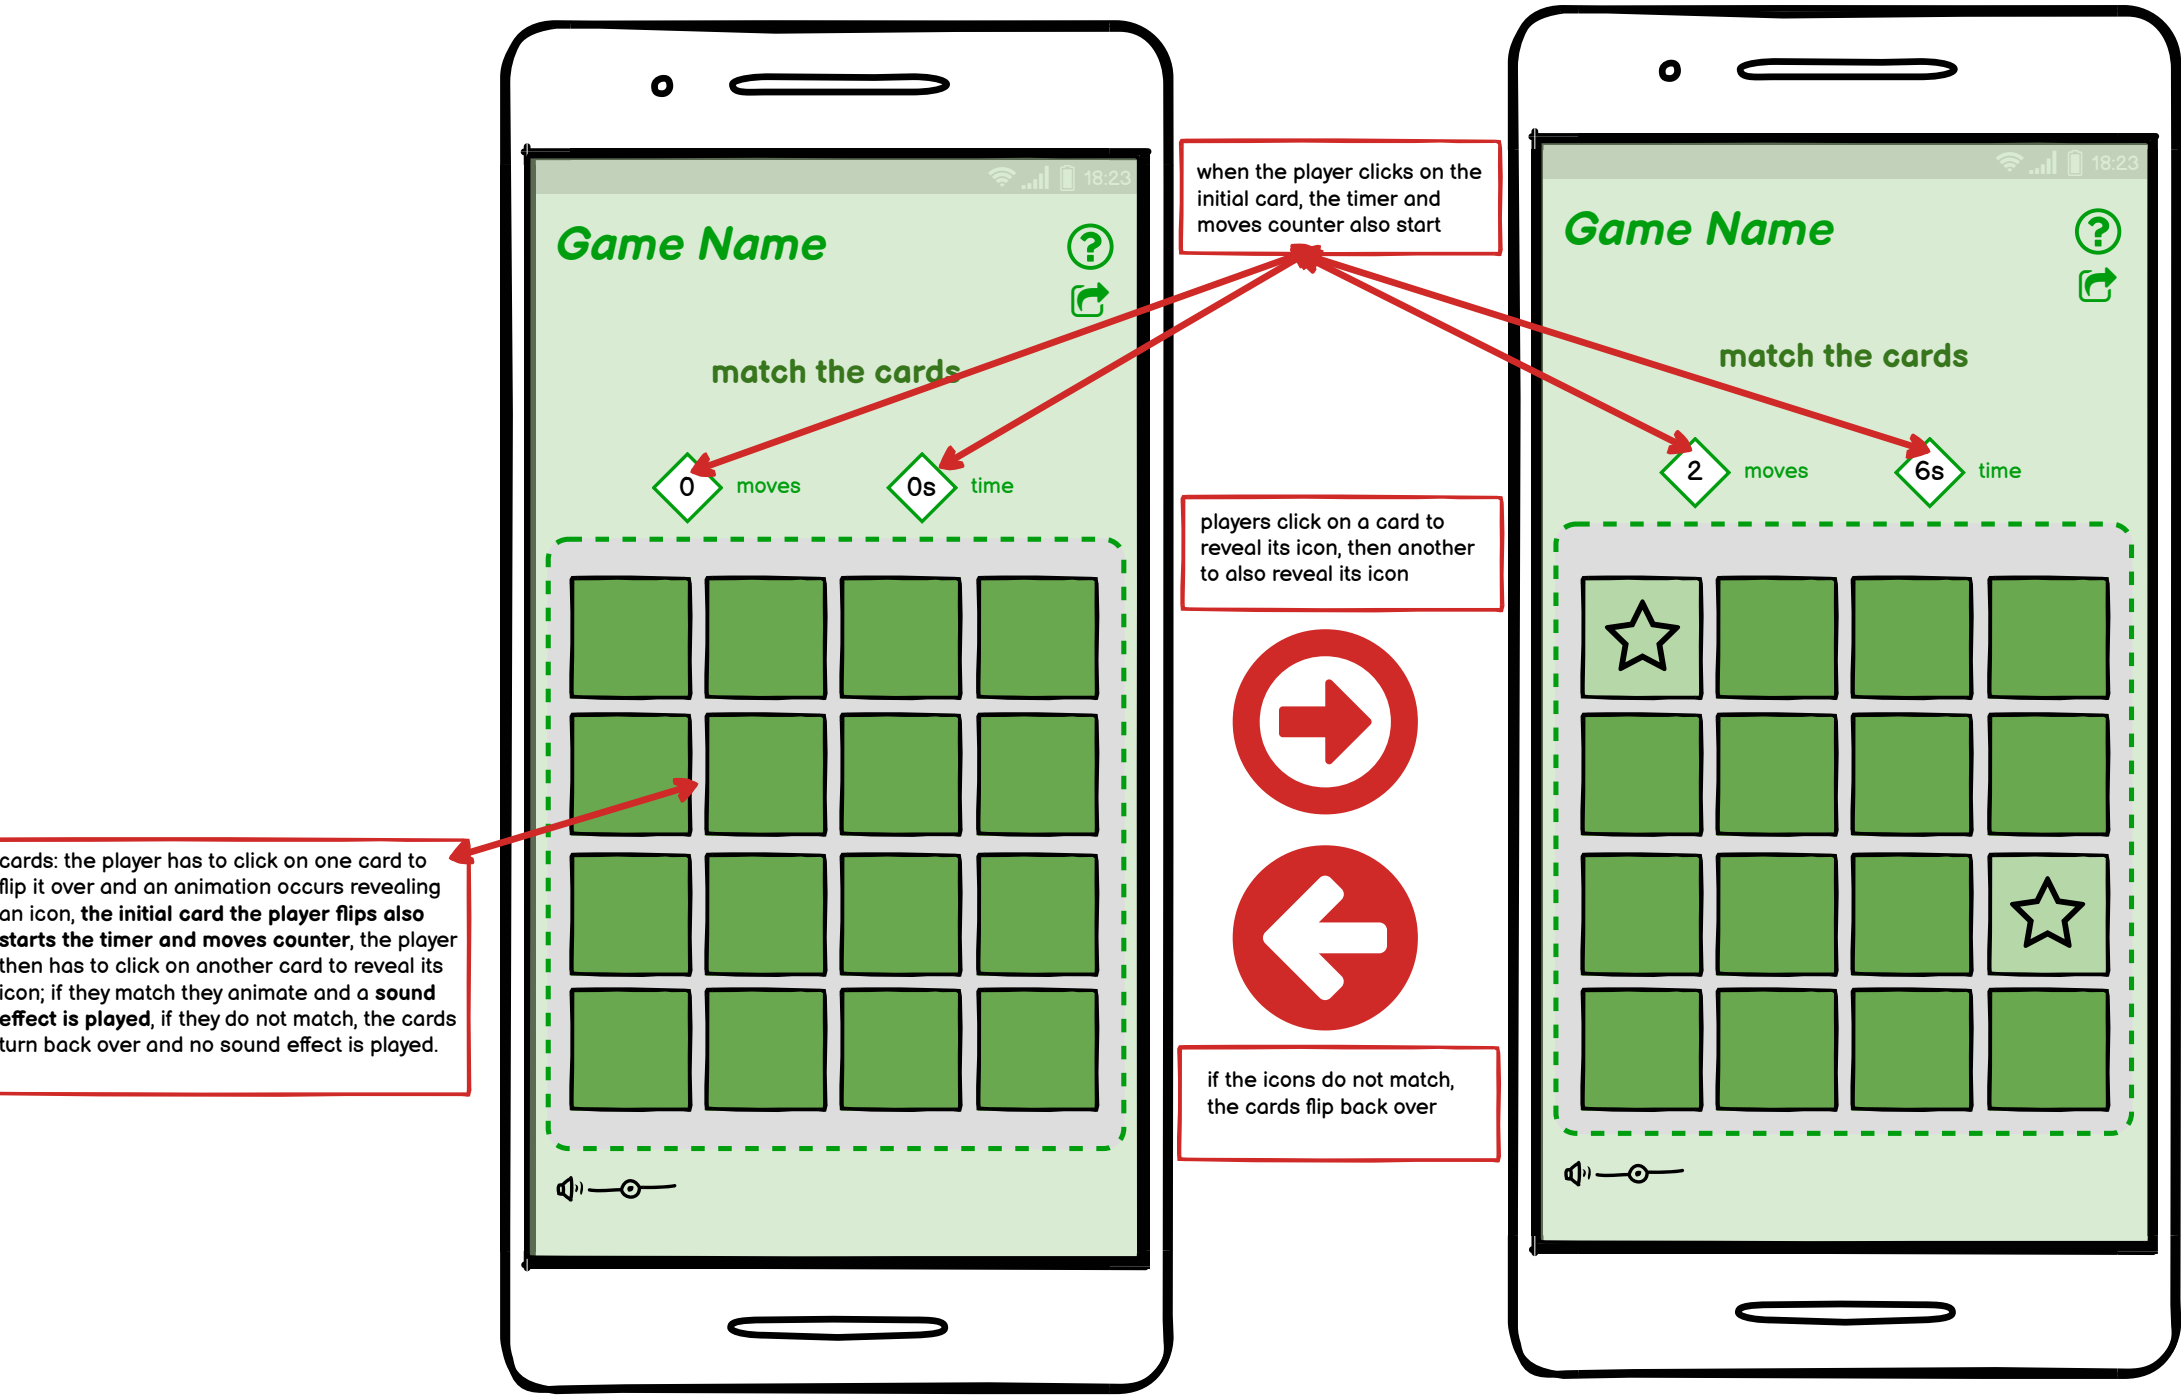 18:23
Game Name
?
match the cards
0 moves 0s time
cards: the player has to click on one card to
flip it over and an animation occurs revealing
an icon, the initial card the player flips also
starts the timer and moves counter, the player
then has to click on another card to reveal its
icon; if they match they animate and a sound
effect is played, if they do not match, the cards
turn back over and no sound effect is played.
when the player clicks on the
initial card, the timer and
moves counter also start
players click on a card to
reveal its icon, then another
to also reveal its icon
if the icons do not match,
the cards flip back over
18:23
Game Name
?
match the cards
2 moves 6s time